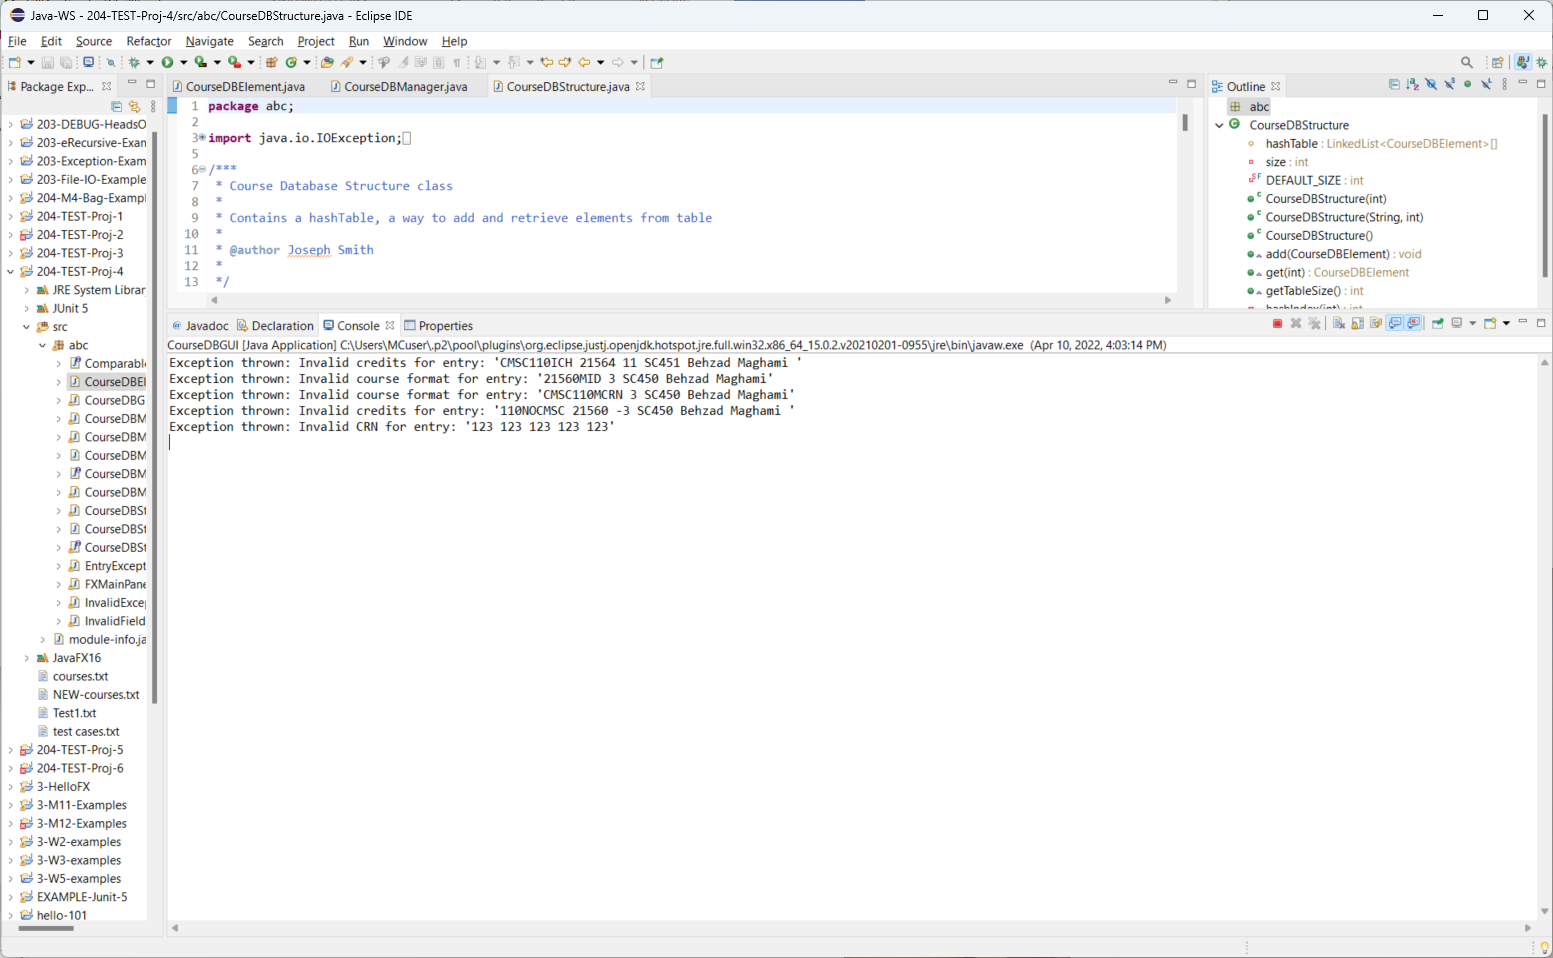 Java-WS - 204-TEST-Proj-4/src/abc/CourseDBStructure.java - Eclipse IDE
File Edit Source Refactor Navigate Search Project Run Window Help
Package Exp...
203-DEBUG-HeadsO
203-eRecursive-Exan
203-Exception-Exam
203-File-IO-Example
204-M4-Bag-Exampl
204-TEST-Proj-1
204-TEST-Proj-2
204-TEST-Proj-3
204-TEST-Proj-4
JRE System Librar
JUnit 5
src
abc
Comparable
CourseDBEl
CourseDBG
CourseDBM
CourseDBM
CourseDBM
CourseDBM
CourseDBM
CourseDBSt
CourseDBSt
CourseDBSt
EntryExcept
FXMainPane
InvalidExcep
InvalidField
module-info.ja
JavaFX16
courses.txt
NEW-courses.txt
Test1.txt
test cases.txt
204-TEST-Proj-5
204-TEST-Proj-6
3-HelloFX
3-M11-Examples
3-M12-Examples
3-W2-examples
3-W3-examples
3-W5-examples
EXAMPLE-Junit-5
hello-101
CourseDBElement.java CourseDBManager.java CourseDBStructure.java
1 package abc;
2
3 import java.io.IOException;
5
6 /***
7 * Course Database Structure class
8 *
9 * Contains a hashTable, a way to add and retrieve elements from table
10 *
11 * @author Joseph Smith
12 *
13 */
Outline
abc
CourseDBStructure
hashTable : LinkedList<CourseDBElement>[]
size : int
DEFAULT_SIZE : int
CourseDBStructure(int)
CourseDBStructure(String, int)
CourseDBStructure()
add(CourseDBElement) : void
get(int) : CourseDBElement
getTableSize() : int
hashIndex(int) : int
Javadoc Declaration Console Properties
CourseDBGUI [Java Application] C:\Users\MCuser\.p2\pool\plugins\org.eclipse.justj.openjdk.hotspot.jre.full.win32.x86_64_15.0.2.v20210201-0955\jre\bin\javaw.exe (Apr 10, 2022, 4:03:14 PM)
Exception thrown: Invalid credits for entry: 'CMSC110ICH 21564 11 SC451 Behzad Maghami '
Exception thrown: Invalid course format for entry: '21560MID 3 SC450 Behzad Maghami'
Exception thrown: Invalid course format for entry: 'CMSC110MCRN 3 SC450 Behzad Maghami'
Exception thrown: Invalid credits for entry: '110NOCMSC 21560 -3 SC450 Behzad Maghami '
Exception thrown: Invalid CRN for entry: '123 123 123 123 123'